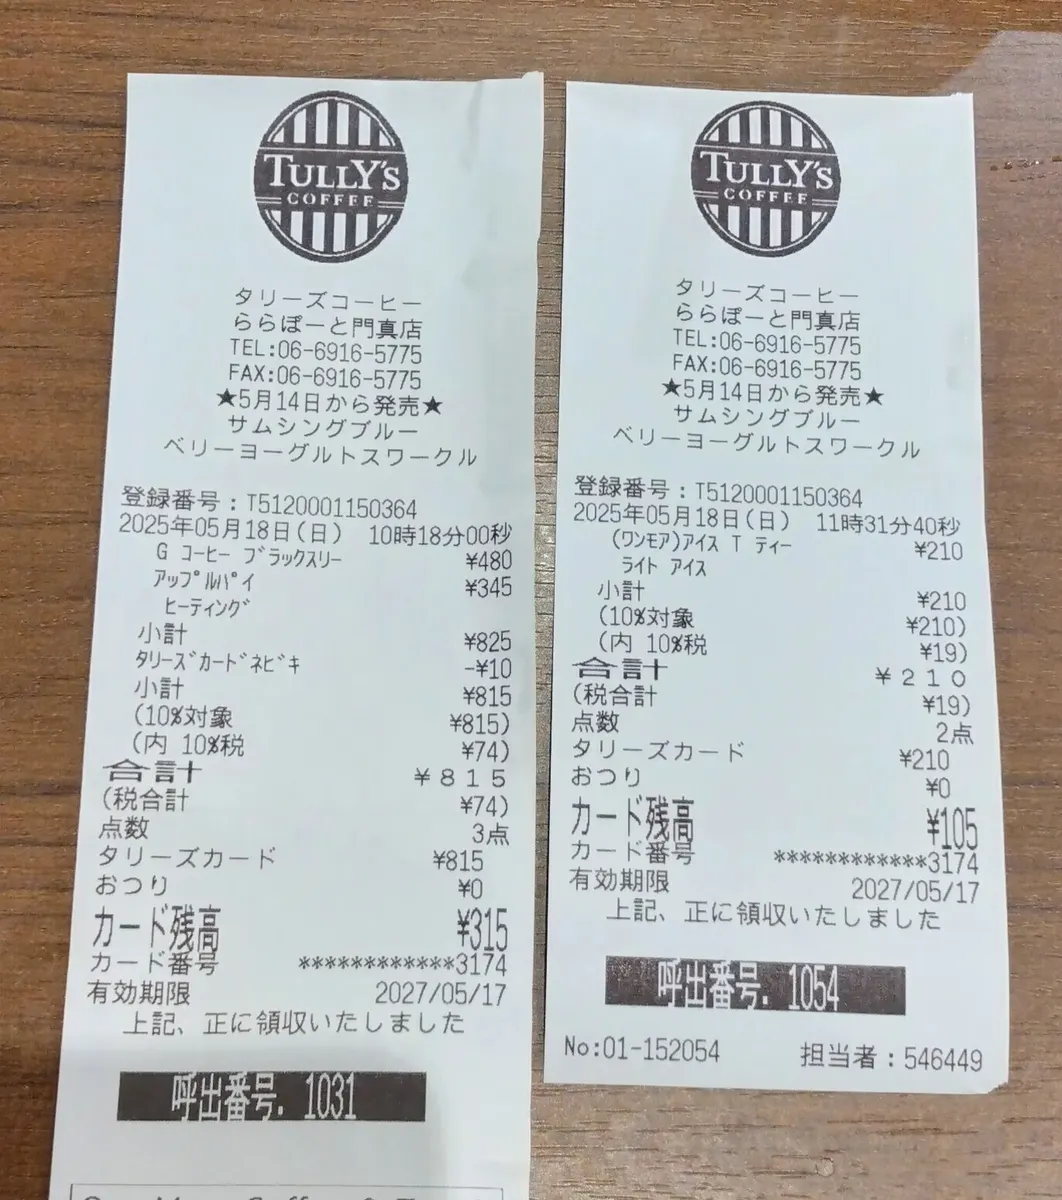 TULLY'S
COFFEE
タリーズコーヒー
ららぽーと門真店
TEL:06-6916-5775
FAX:06-6916-5775
★5月14日から発売★
サムシングブルー
ベリーヨーグルトスワークル
登録番号:T5120001150364
2025年05月18日(日) 10時18分00秒
G コーヒー ブラックスリー ¥480
アップルパイ ¥345
ヒーティング
小計 ¥825
タリーズカードネビキ -¥10
小計 ¥815
(10%対象 ¥815)
(内 10%税 ¥74)
合計 ¥815
(税合計 ¥74)
点数 3点
タリーズカード ¥815
おつり ¥0
カード残高 ¥315
カード番号 ************3174
有効期限 2027/05/17
上記、正に領収いたしました
呼出番号. 1031
TULLY'S
COFFEE
タリーズコーヒー
ららぽーと門真店
TEL:06-6916-5775
FAX:06-6916-5775
★5月14日から発売★
サムシングブルー
ベリーヨーグルトスワークル
登録番号:T5120001150364
2025年05月18日(日) 11時31分40秒
(ワンモア)アイス T ティー ¥210
ライト アイス
小計 ¥210
(10%対象 ¥210)
(内 10%税 ¥19)
合計 ¥210
(税合計 ¥19)
点数 2点
タリーズカード ¥210
おつり ¥0
カード残高 ¥105
カード番号 ************3174
有効期限 2027/05/17
上記、正に領収いたしました
呼出番号. 1054
No:01-152054 担当者:546449